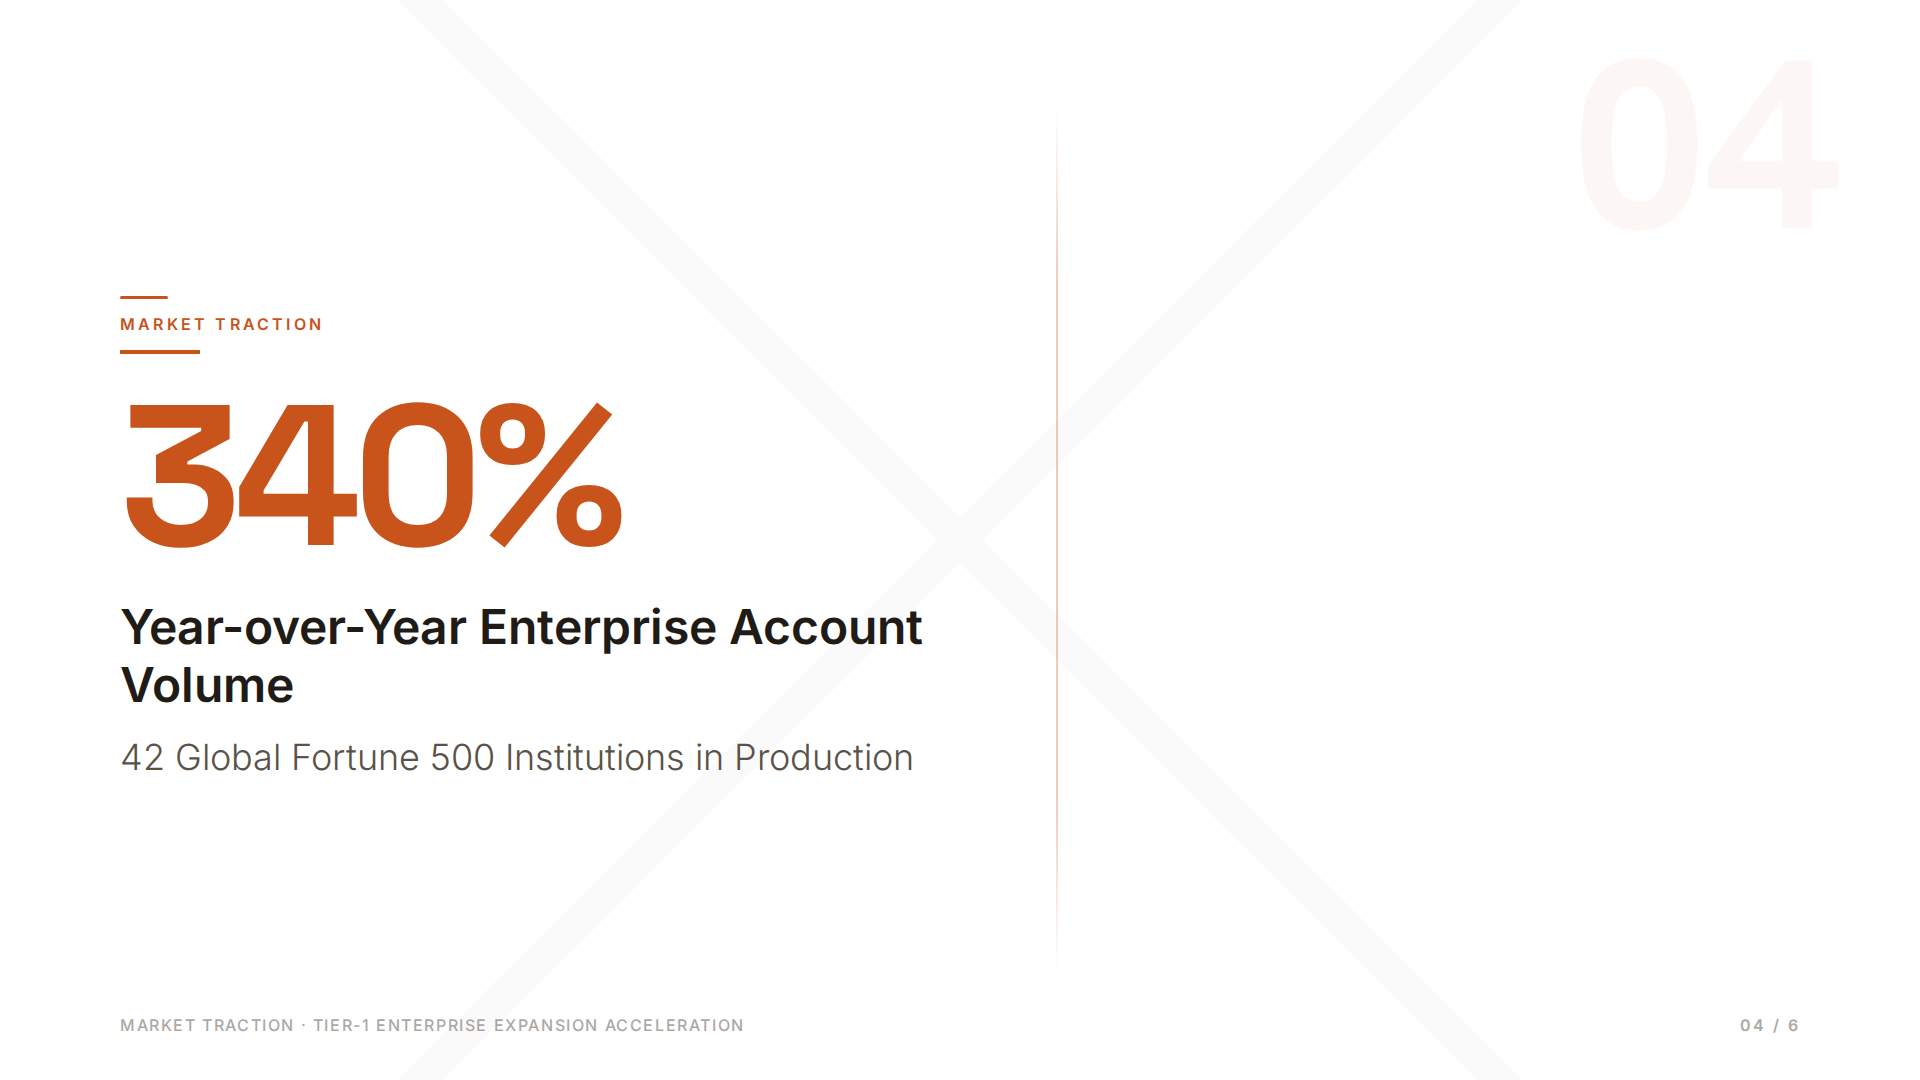 04
MARKET TRACTION
340%
Year-over-Year Enterprise Account
Volume
42 Global Fortune 500 Institutions in Production
MARKET TRACTION · TIER-1 ENTERPRISE EXPANSION ACCELERATION
04 / 6